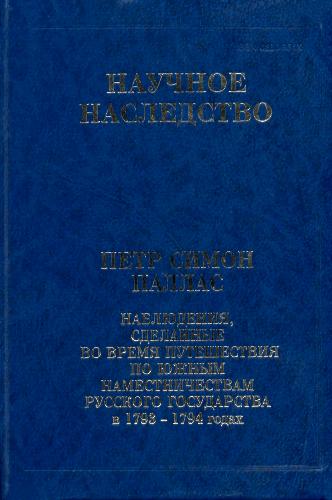 НАУЧНОЕ
НАСЛЕДСТВО
ПЕТР СИМОН
ПАЛЛАС
НАБЛЮДЕНИЯ,
СДЕЛАННЫЕ
ВО ВРЕМЯ ПУТЕШЕСТВИЯ
ПО ЮЖНЫМ
НАМЕСТНИЧЕСТВАМ
РУССКОГО ГОСУДАРСТВА
в 1793 – 1794 годах